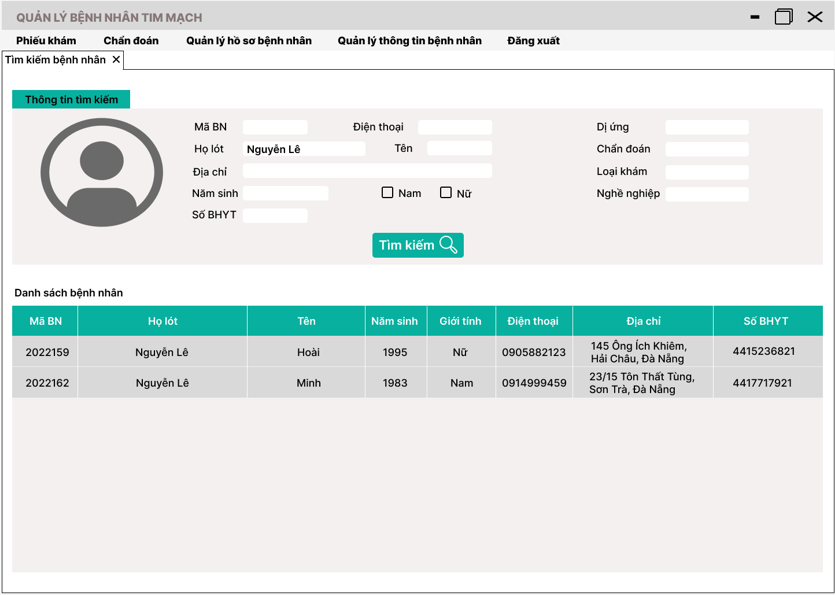 QUẢN LÝ BỆNH NHÂN TIM MẠCH
Phiếu khám Chẩn đoán Quản lý hồ sơ bệnh nhân Quản lý thông tin bệnh nhân Đăng xuất
Tìm kiếm bệnh nhân
Thông tin tìm kiếm
Mã BN Điện thoại Dị ứng
Họ lót Nguyễn Lê Tên Chẩn đoán
Địa chỉ Loại khám
Năm sinh Nam Nữ Nghề nghiệp
Số BHYT
Tìm kiếm
Danh sách bệnh nhân
Mã BN Họ lót Tên Năm sinh Giới tính Điện thoại Địa chỉ Số BHYT
2022159 Nguyễn Lê Hoài 1995 Nữ 0905882123 145 Ông Ích Khiêm, 4415236821
Hải Châu, Đà Nẵng
2022162 Nguyễn Lê Minh 1983 Nam 0914999459 23/15 Tôn Thất Tùng, 4417717921
Sơn Trà, Đà Nẵng